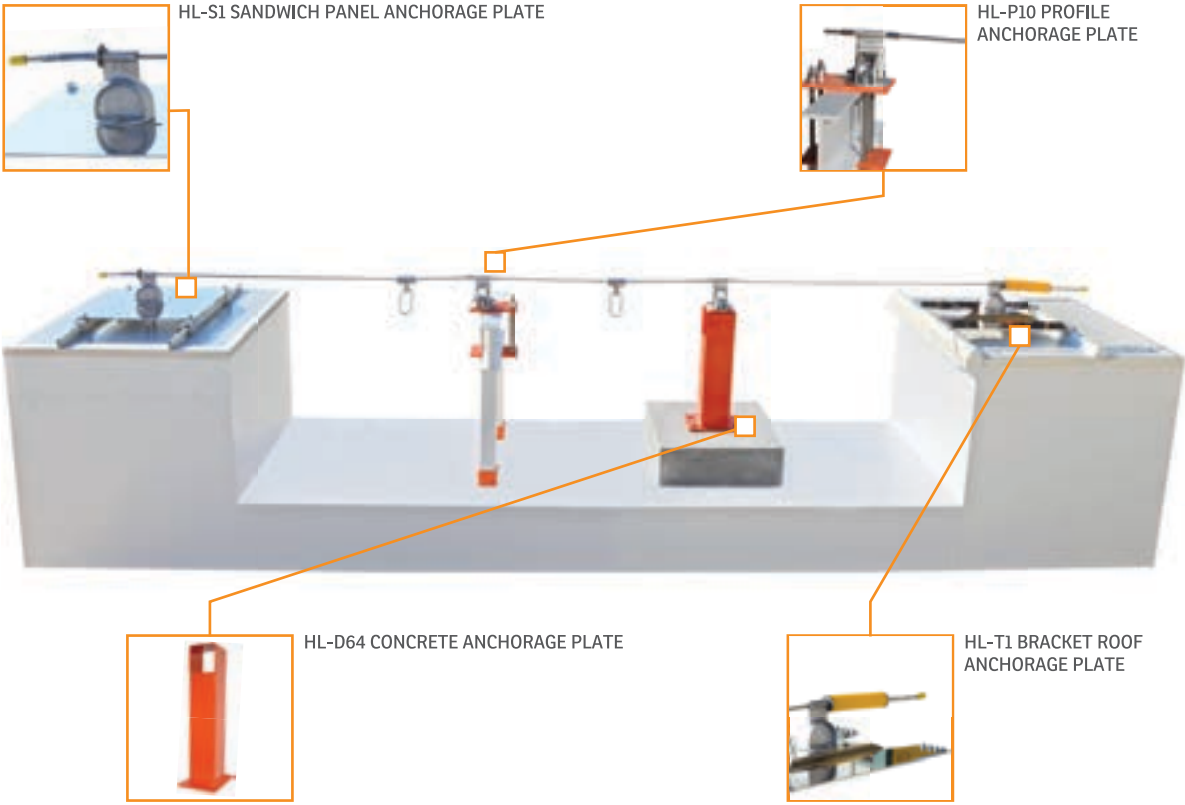 HL-S1 SANDWICH PANEL ANCHORAGE PLATE
HL-P10 PROFILE
ANCHORAGE PLATE
HL-D64 CONCRETE ANCHORAGE PLATE
HL-T1 BRACKET ROOF
ANCHORAGE PLATE